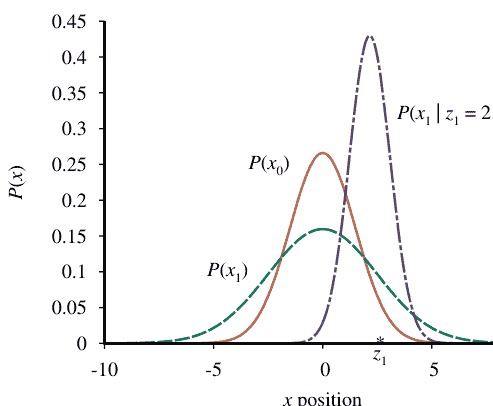 0.45
0.4
0.35
0.3
0.25
0.2
0.15
0.1
0.05
0
P(x)
P(x₁ | z₁ = 2.
P(x₀)
P(x₁)
*
z₁
-10
-5
0
5
x position